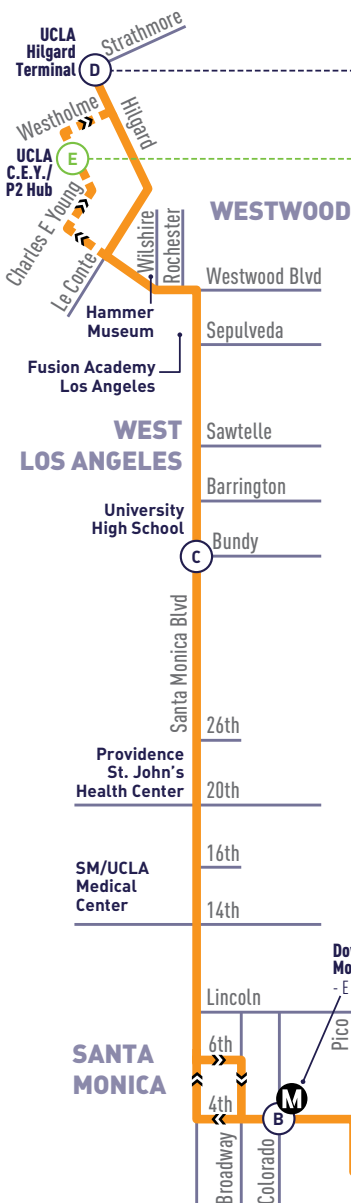 UCLA
Hilgard
Terminal
D
Strathmore
Westholme
Hilgard
UCLA
C.E.Y./
P2 Hub
E
Charles E Young
Le Conte
Wilshire
Rochester
WESTWOOD
Westwood Blvd
Hammer
Museum
Sepulveda
Fusion Academy
Los Angeles
WEST
LOS ANGELES
Sawtelle
Barrington
University
High School
C
Bundy
Santa Monica Blvd
26th
Providence
St. John's
Health Center
20th
16th
SM/UCLA
Medical
Center
14th
Lincoln
Pico
- E
6th
SANTA
MONICA
4th
M
B
Broadway
Colorado